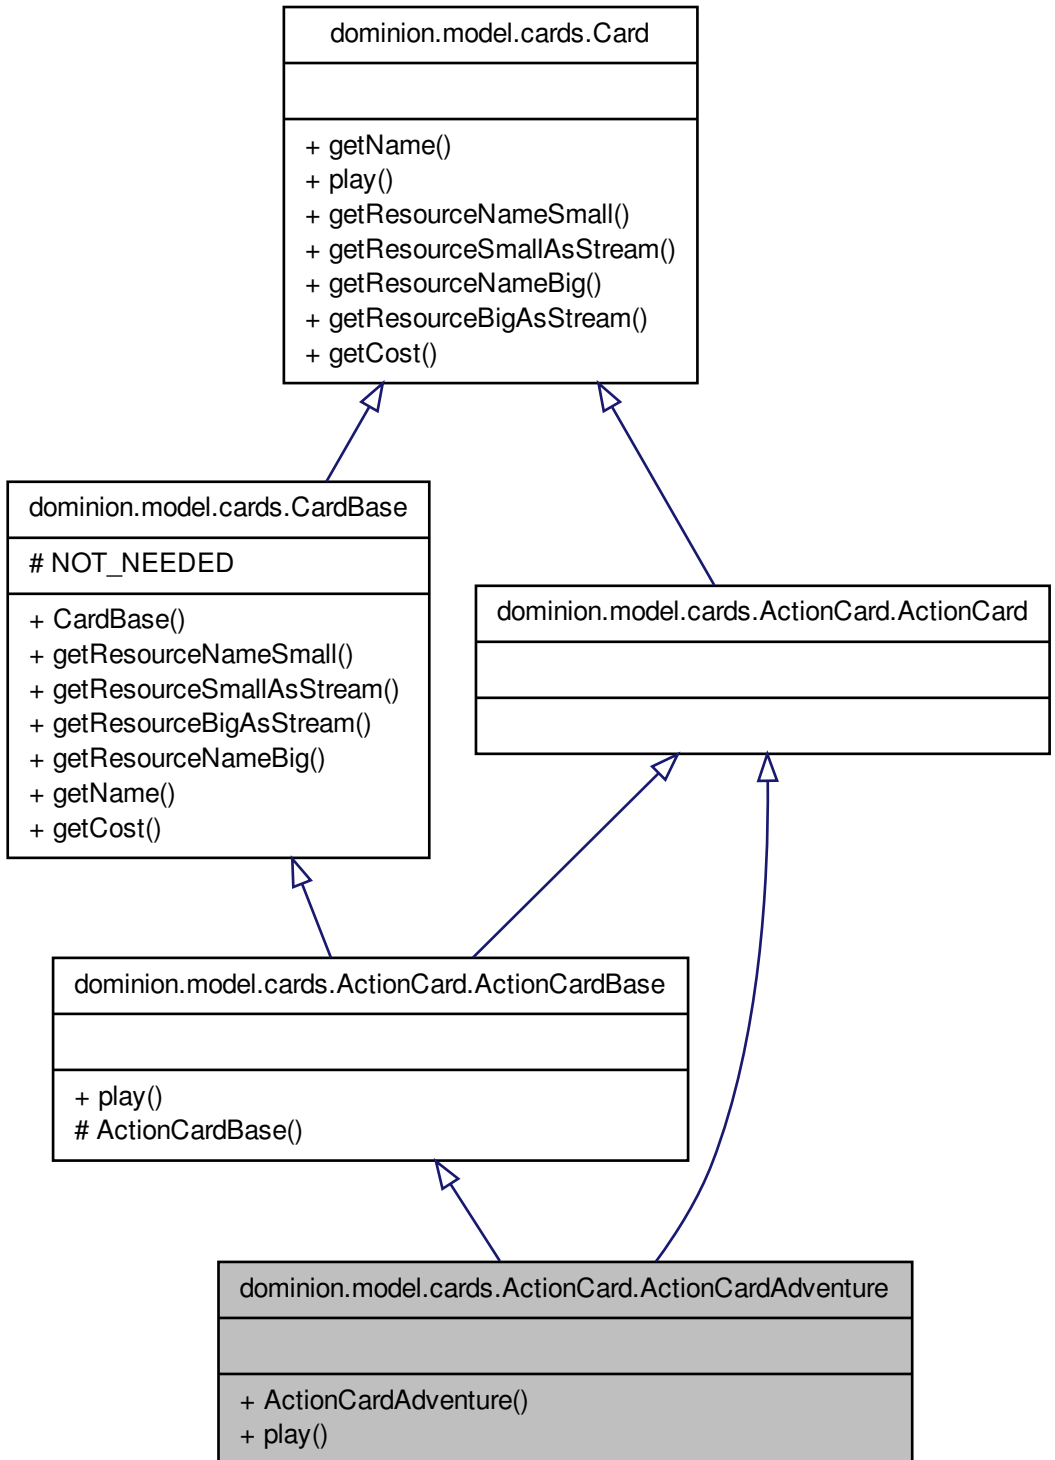 dominion.model.cards.Card
+ getName()
+ play()
+ getResourceNameSmall()
+ getResourceSmallAsStream()
+ getResourceNameBig()
+ getResourceBigAsStream()
+ getCost()
dominion.model.cards.CardBase
# NOT_NEEDED
+ CardBase()
+ getResourceNameSmall()
+ getResourceSmallAsStream()
+ getResourceBigAsStream()
+ getResourceNameBig()
+ getName()
+ getCost()
dominion.model.cards.ActionCard.ActionCard
dominion.model.cards.ActionCard.ActionCardBase
+ play()
# ActionCardBase()
dominion.model.cards.ActionCard.ActionCardAdventure
+ ActionCardAdventure()
+ play()